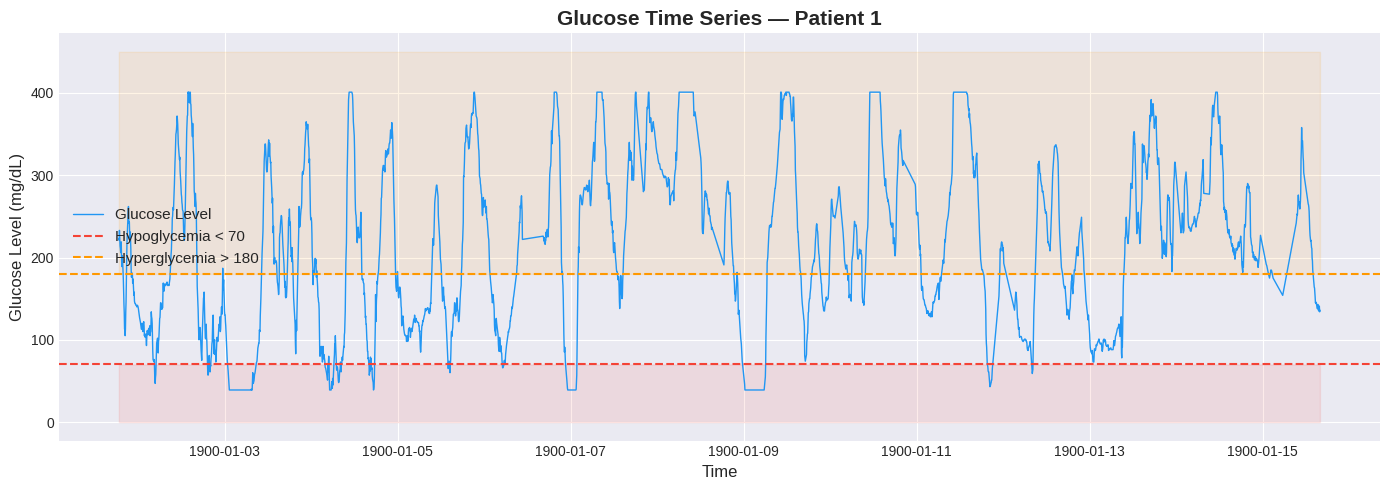 Glucose Time Series — Patient 1
Glucose Level (mg/dL)
400
300
200
100
0
Glucose Level
Hypoglycemia < 70
Hyperglycemia > 180
1900-01-03
1900-01-05
1900-01-07
1900-01-09
1900-01-11
1900-01-13
1900-01-15
Time